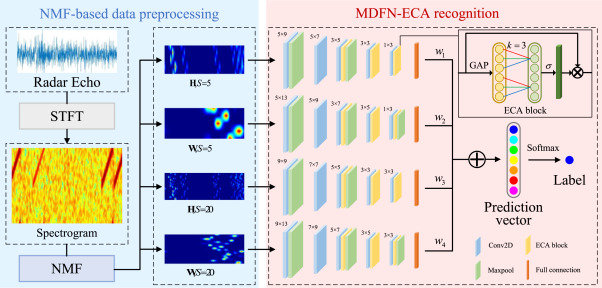 NMF-based data preprocessing
Radar Echo
STFT
Spectrogram
NMF
H,S=5
W,S=5
H,S=20
W,S=20
MDFN-ECA recognition
5×9 5×7 3×5 3×3 1×3
w1
5×13 5×9 3×7 3×5 1×3
w2
9×9 7×7 5×5 3×3 3×3
w3
9×13 7×9 5×7 3×5 3×3
w4
GAP
k = 3
σ
ECA block
Softmax
Label
Prediction
vector
Conv2D
ECA block
Maxpool
Full connection